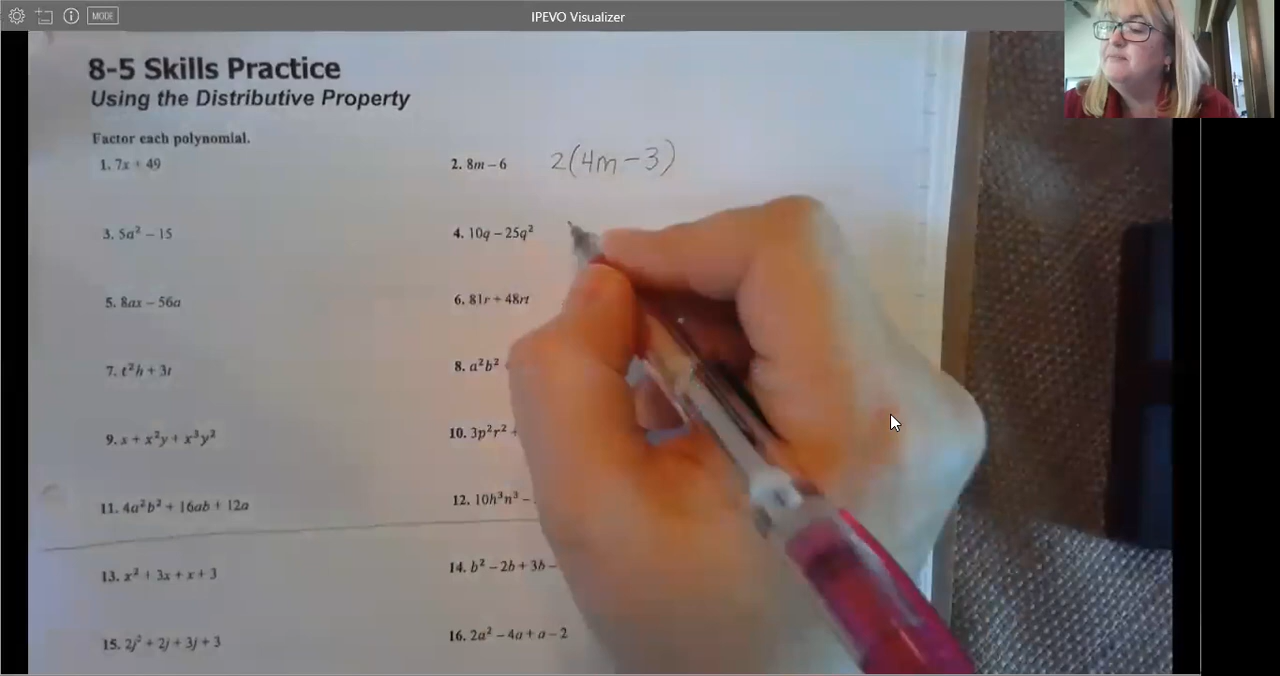 MODE
IPEVO Visualizer
8-5 Skills Practice
Using the Distributive Property
Factor each polynomial.
1. 7x + 49
2. 8m – 6 2(4m – 3)
3. 5a² – 15
4. 10q – 25q²
5. 8ax – 56a
6. 81r + 48rt
7. t²h + 3t
8. a²b²
9. x + x²y + x³y²
10. 3p²r² +
11. 4a²b² + 16ab + 12a
12. 10h³n³ –
13. x² + 3x + x + 3
14. b² – 2b + 3b –
15. 2j² + 2j + 3j + 3
16. 2a² – 4a + a – 2